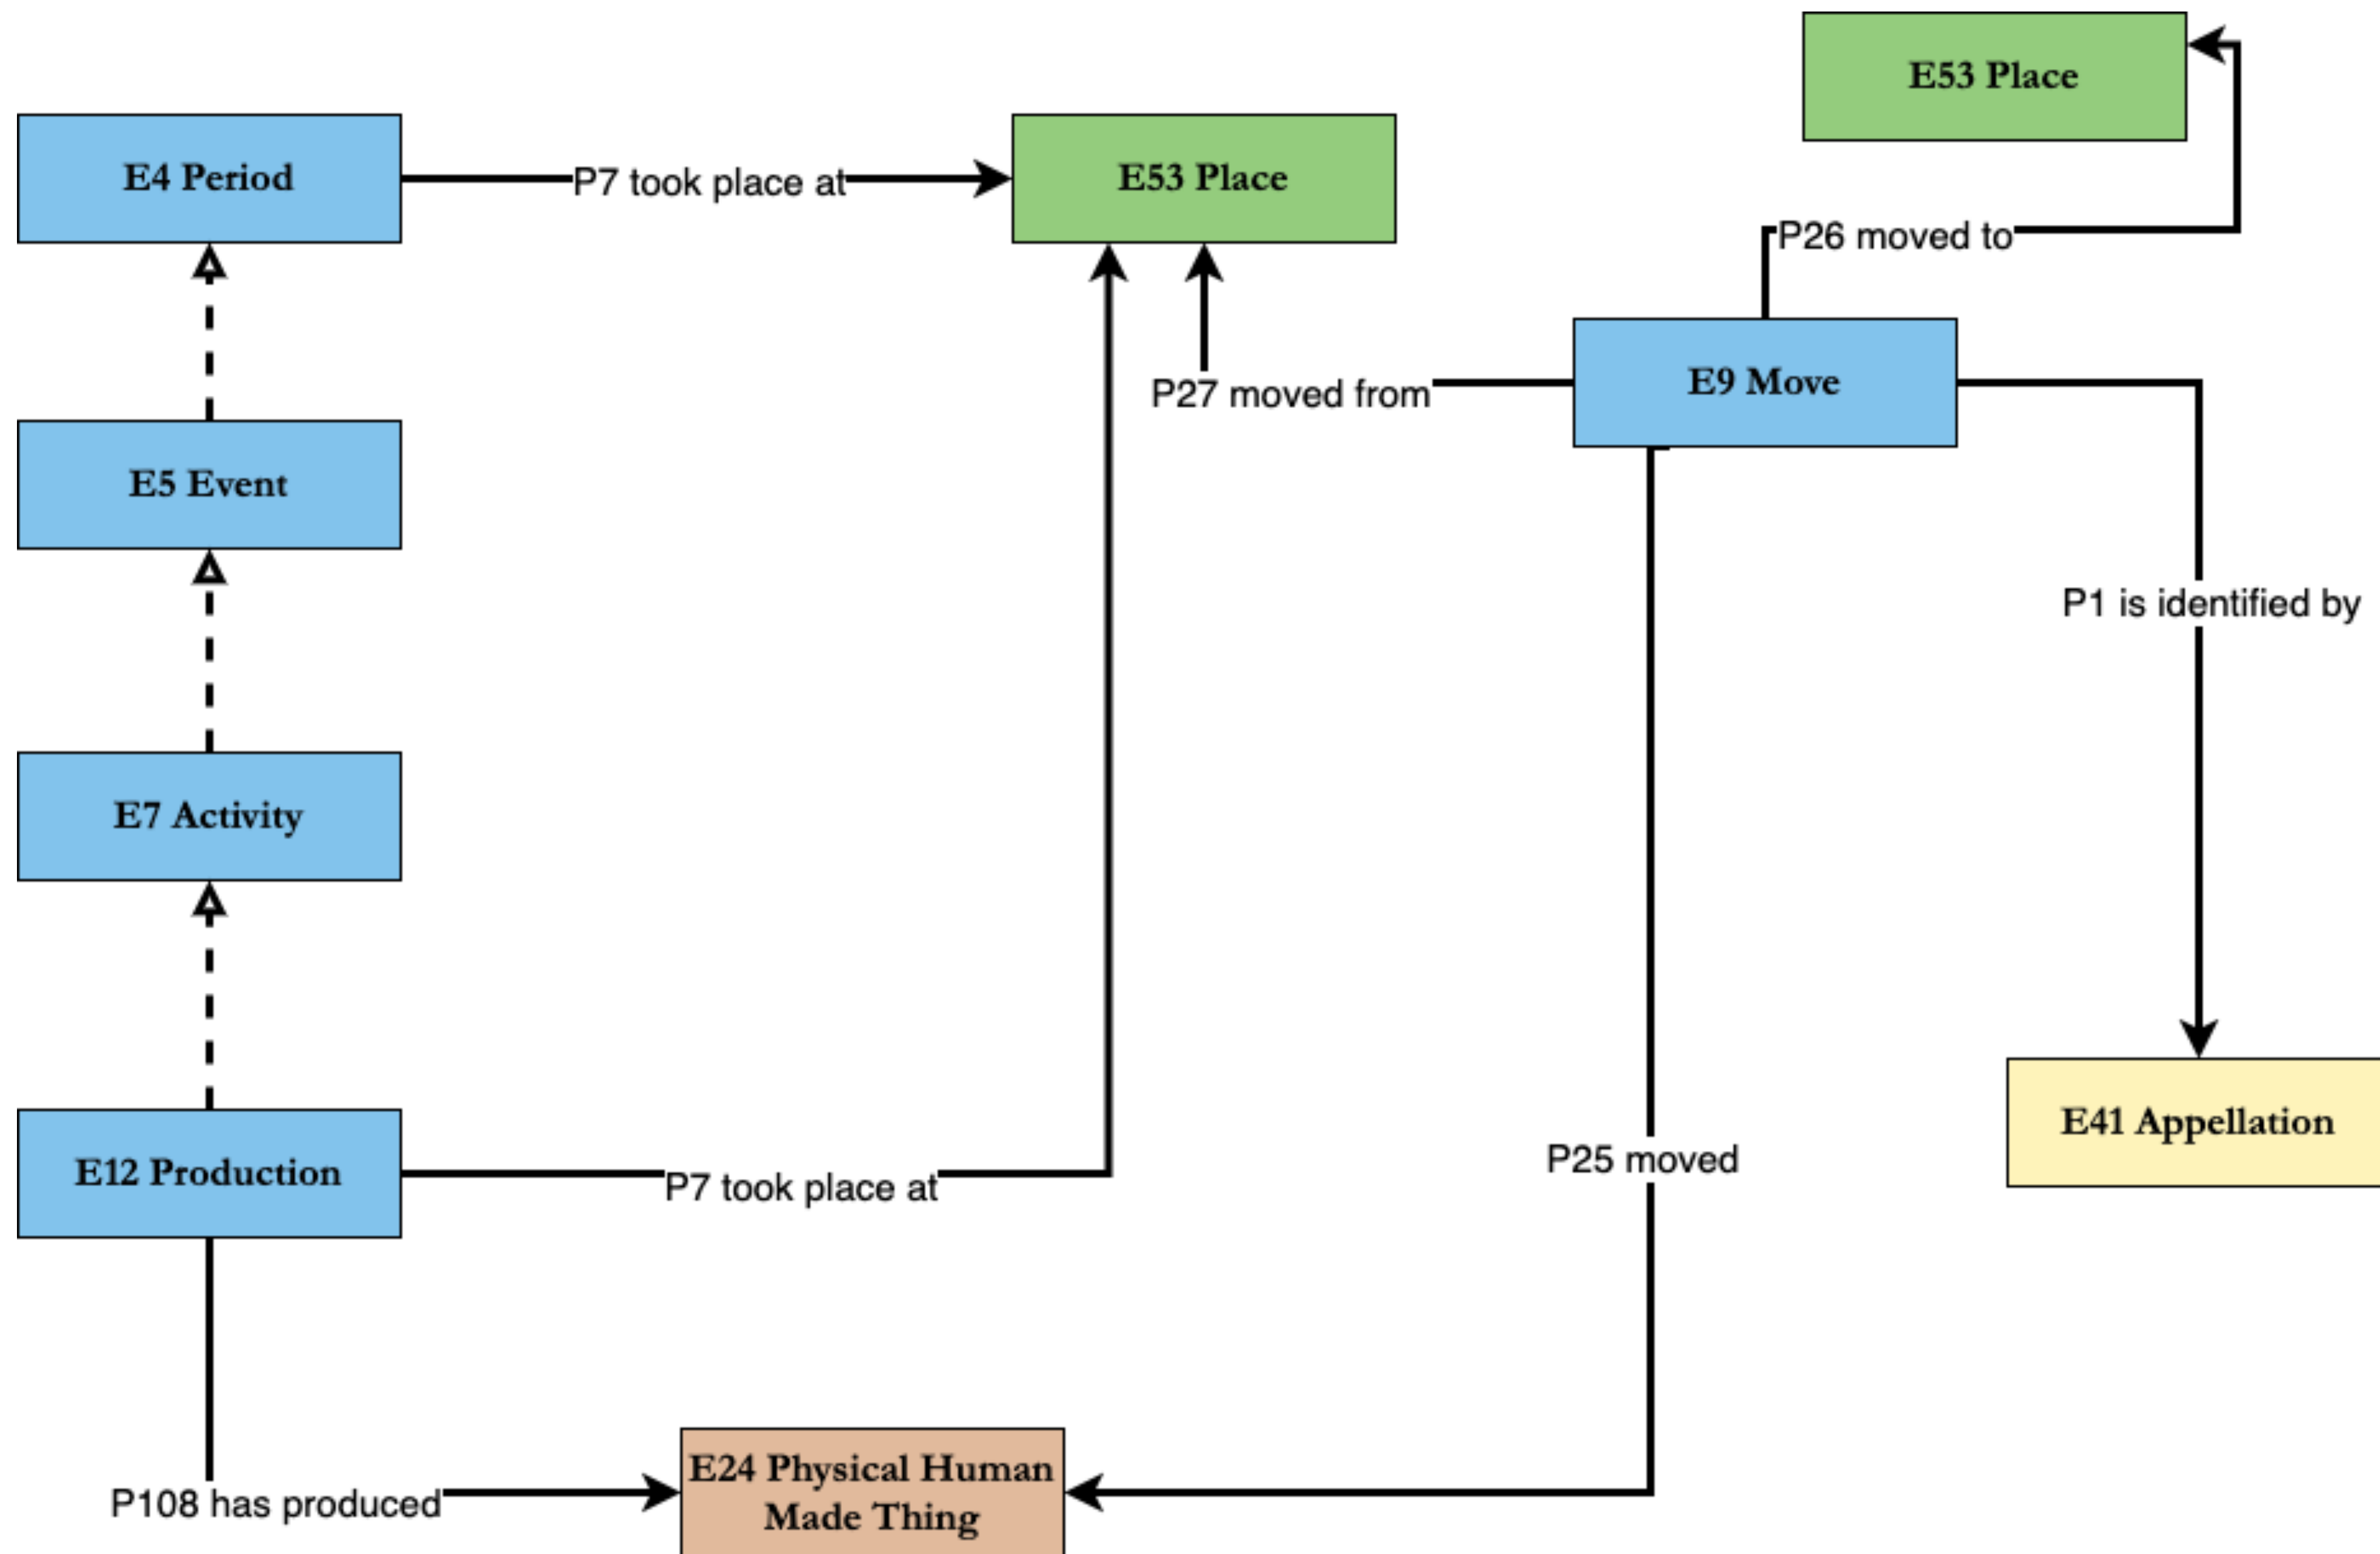 E53 Place
E4 Period
P7 took place at
E53 Place
P26 moved to
P27 moved from
E9 Move
E5 Event
P1 is identified by
E7 Activity
E41 Appellation
P25 moved
E12 Production
P7 took place at
E24 Physical Human
Made Thing
P108 has produced